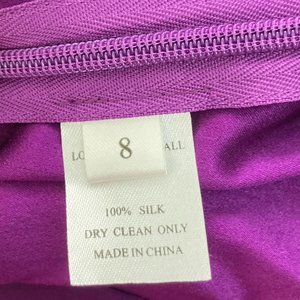 8
100% SILK
DRY CLEAN ONLY
MADE IN CHINA